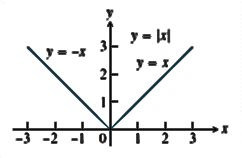 y
y = |x|
y = −x
y = x
3
2
1
−3 −2 −1 0 1 2 3 x